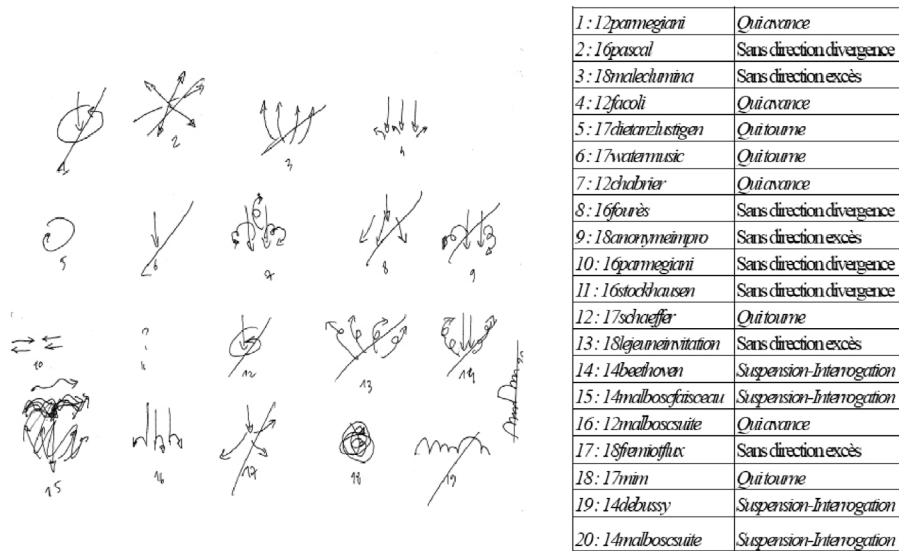 1
2
3
4
5
6
7
8
9
10
?
11
12
13
14
15
16
17
18
19
20
1 : 12parmegiani Qui avance
2 : 16pascal Sans direction divergence
3 : 18maledumina Sans direction excès
4 : 12facoli Qui avance
5 : 17dietanzlustigen Qui tourne
6 : 17watermusic Qui tourne
7 : 12chabrier Qui avance
8 : 16fourès Sans direction divergence
9 : 18anonymeimpro Sans direction excès
10 : 16parmegiani Sans direction divergence
11 : 16stockhausen Sans direction divergence
12 : 17schaeffer Qui tourne
13 : 18lejeuneinvitation Sans direction excès
14 : 14beethoven Suspension-Interrogation
15 : 14malboscfaisceau Suspension-Interrogation
16 : 12malboscsuite Qui avance
17 : 18fremiotflux Sans direction excès
18 : 17mim Qui tourne
19 : 14debussy Suspension-Interrogation
20 : 14malboscsuite Suspension-Interrogation